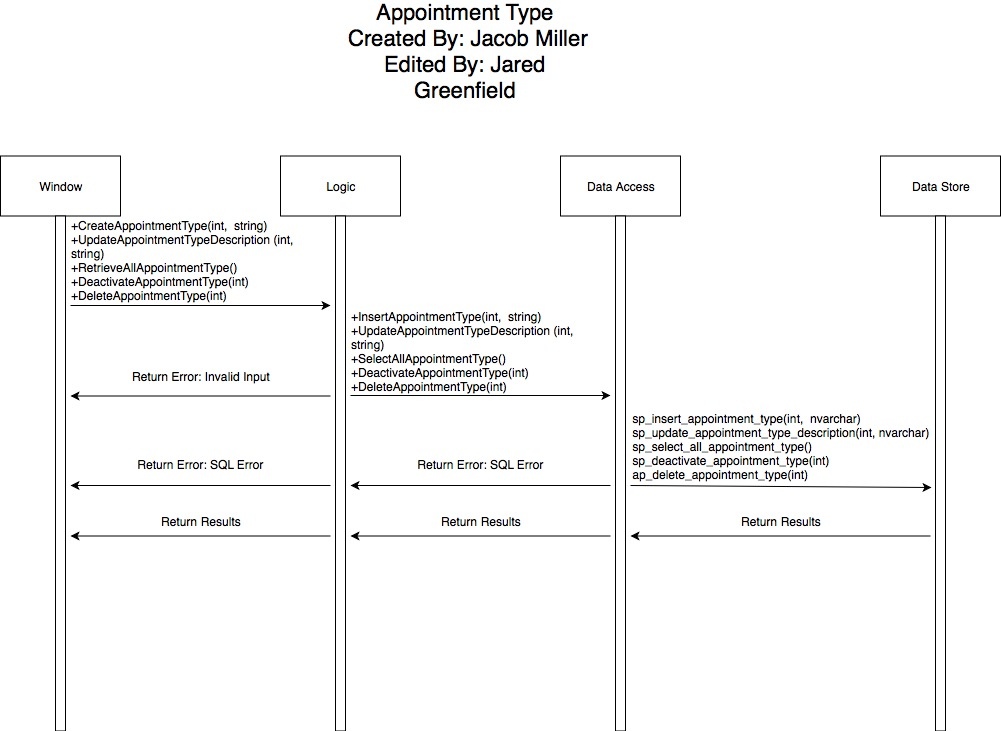 Appointment Type
Created By: Jacob Miller
Edited By: Jared
Greenfield
Window
Logic
Data Access
Data Store
+CreateAppointmentType(int, string)
+UpdateAppointmentTypeDescription (int,
string)
+RetrieveAllAppointmentType()
+DeactivateAppointmentType(int)
+DeleteAppointmentType(int)
+InsertAppointmentType(int, string)
+UpdateAppointmentTypeDescription (int,
string)
+SelectAllAppointmentType()
+DeactivateAppointmentType(int)
+DeleteAppointmentType(int)
Return Error: Invalid Input
sp_insert_appointment_type(int, nvarchar)
sp_update_appointment_type_description(int, nvarchar)
sp_select_all_appointment_type()
sp_deactivate_appointment_type(int)
ap_delete_appointment_type(int)
Return Error: SQL Error
Return Error: SQL Error
Return Results
Return Results
Return Results